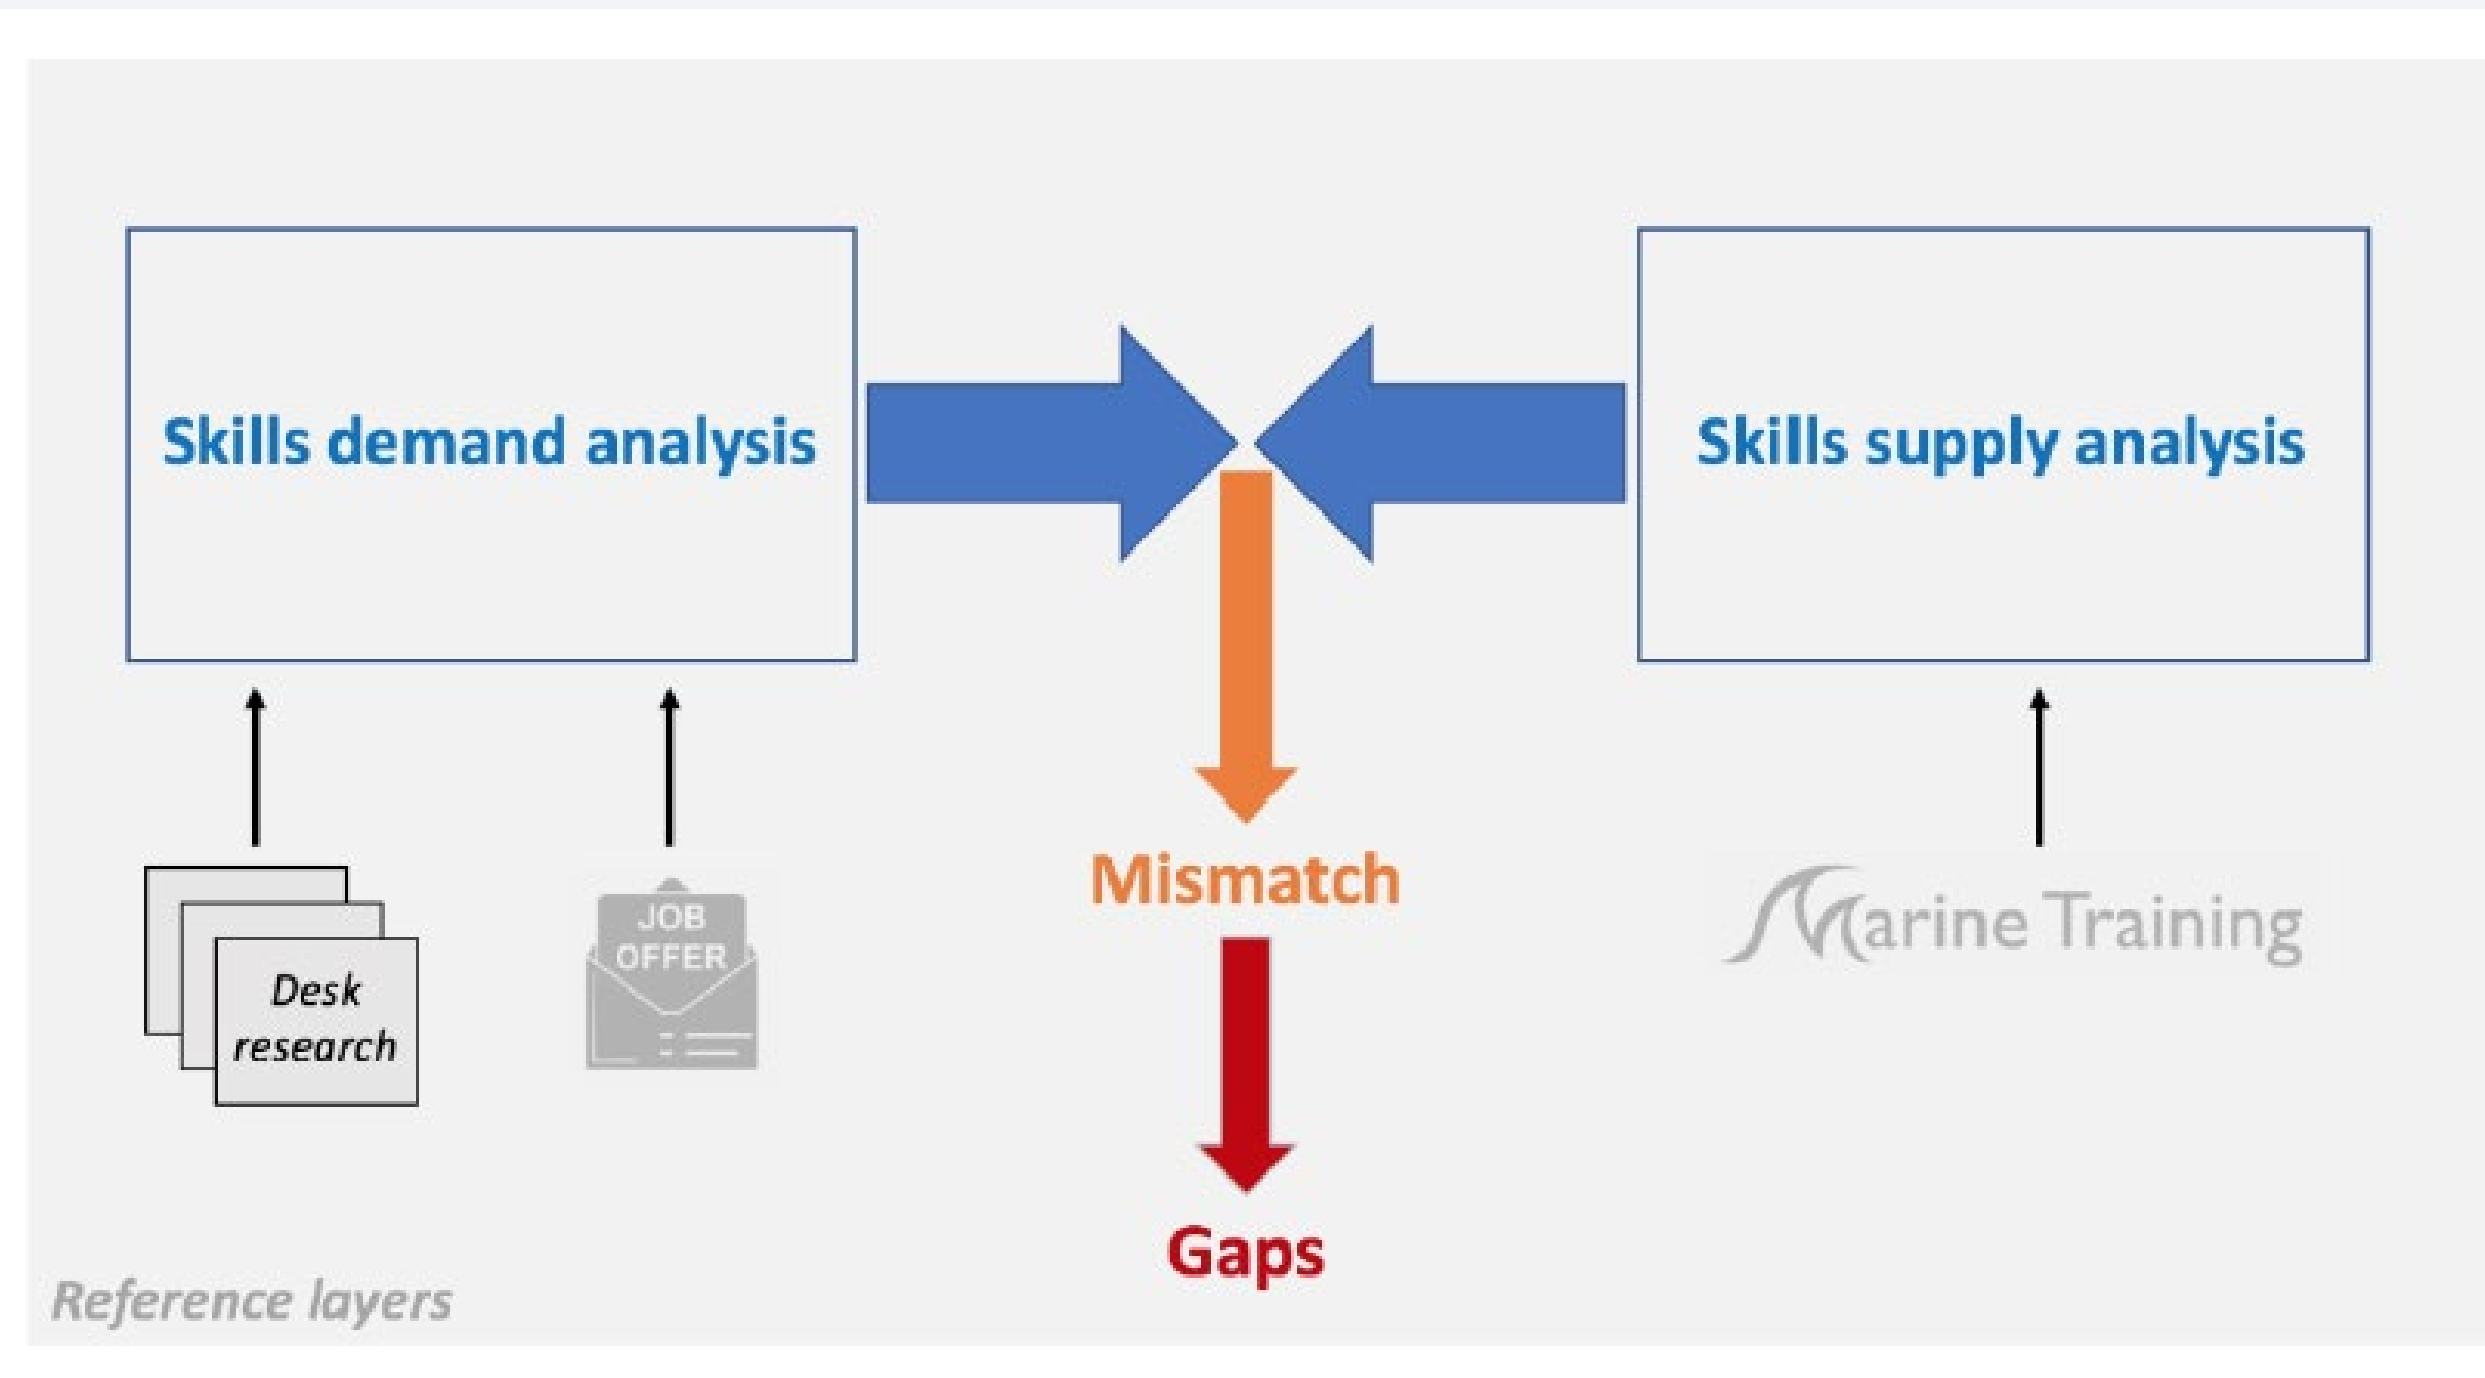 Skills demand analysis
Skills supply analysis
Mismatch
JOB
OFFER
Marine Training
Desk
research
Gaps
Reference layers